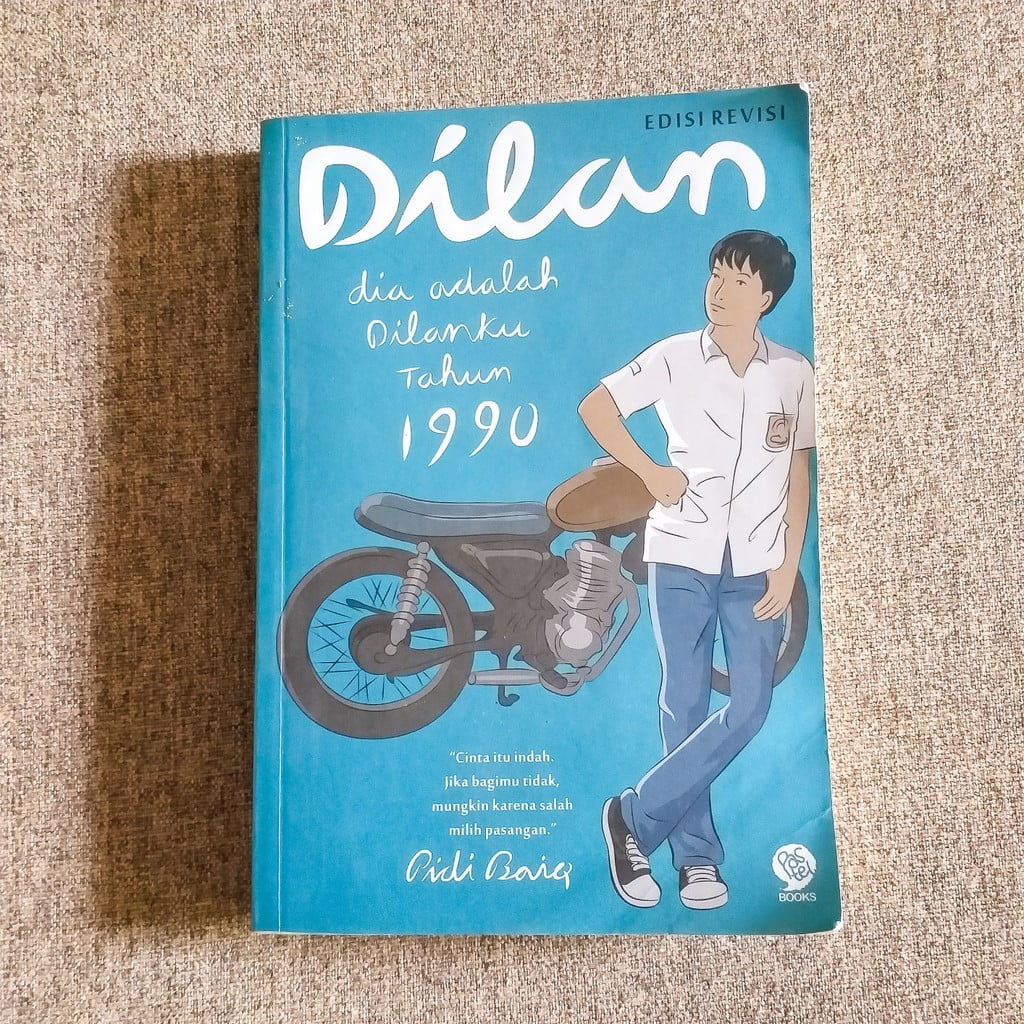 EDISI REVISI
Dilan
dia adalah
Dilanku
Tahun
1990
“Cinta itu indah.
Jika bagimu tidak,
mungkin karena salah
milih pasangan.”
Pidi Baiq
Pastel
BOOKS